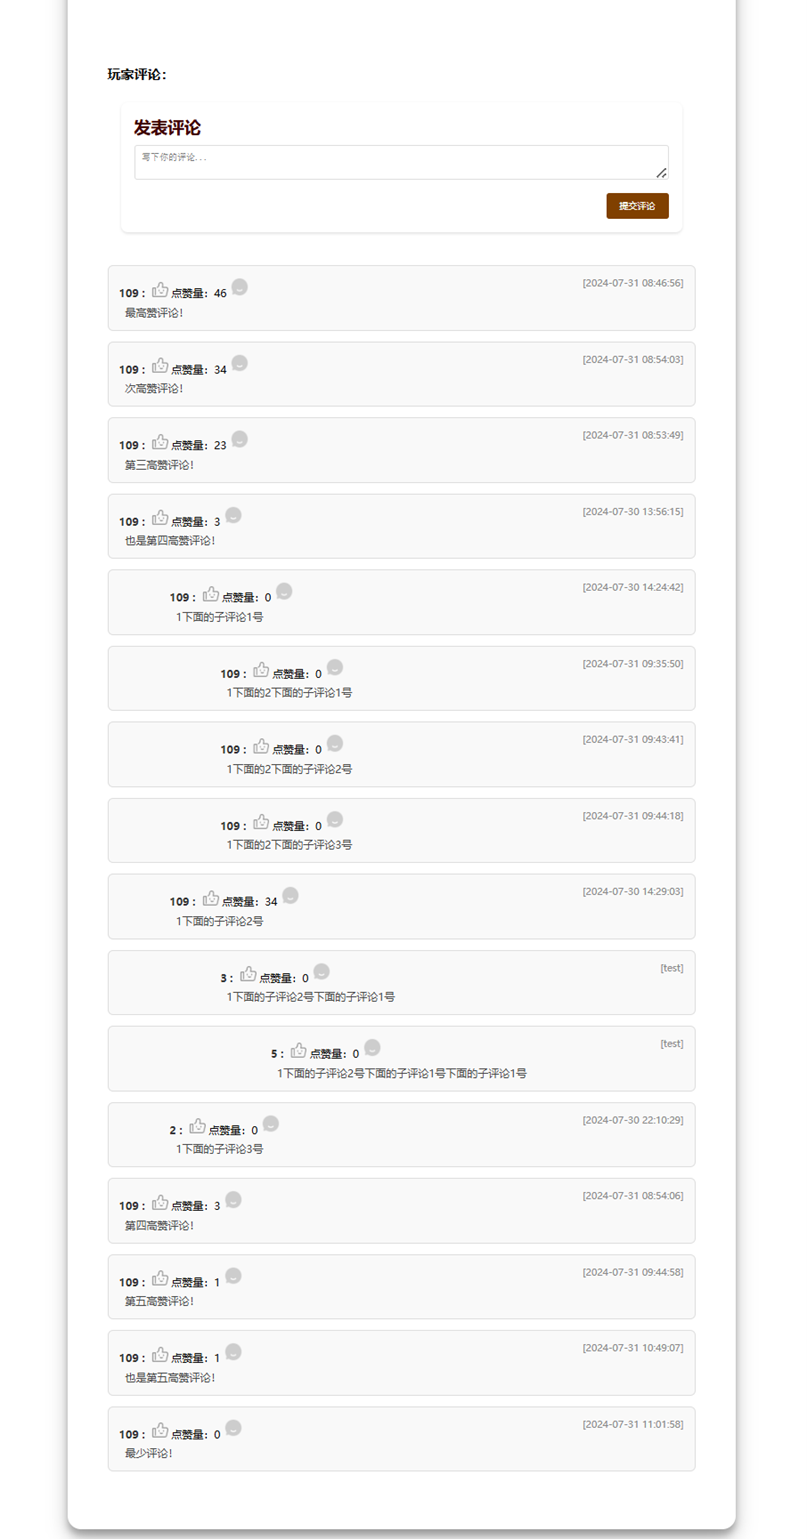 玩家评论：
发表评论
写下你的评论...
提交评论
109 : 点赞量：46 [2024-07-31 08:46:56]
最高赞评论！
109 : 点赞量：34 [2024-07-31 08:54:03]
次高赞评论！
109 : 点赞量：23 [2024-07-31 08:53:49]
第三高赞评论！
109 : 点赞量：3 [2024-07-30 13:56:15]
也是第四高赞评论！
109 : 点赞量：0 [2024-07-30 14:24:42]
1下面的子评论1号
109 : 点赞量：0 [2024-07-31 09:35:50]
1下面的2下面的子评论1号
109 : 点赞量：0 [2024-07-31 09:43:41]
1下面的2下面的子评论2号
109 : 点赞量：0 [2024-07-31 09:44:18]
1下面的2下面的子评论3号
109 : 点赞量：34 [2024-07-30 14:29:03]
1下面的子评论2号
3 : 点赞量：0 [test]
1下面的子评论2号下面的子评论1号
5 : 点赞量：0 [test]
1下面的子评论2号下面的子评论1号下面的子评论1号
2 : 点赞量：0 [2024-07-30 22:10:29]
1下面的子评论3号
109 : 点赞量：3 [2024-07-31 08:54:06]
第四高赞评论！
109 : 点赞量：1 [2024-07-31 09:44:58]
第五高赞评论！
109 : 点赞量：1 [2024-07-31 10:49:07]
也是第五高赞评论！
109 : 点赞量：0 [2024-07-31 11:01:58]
最少评论！